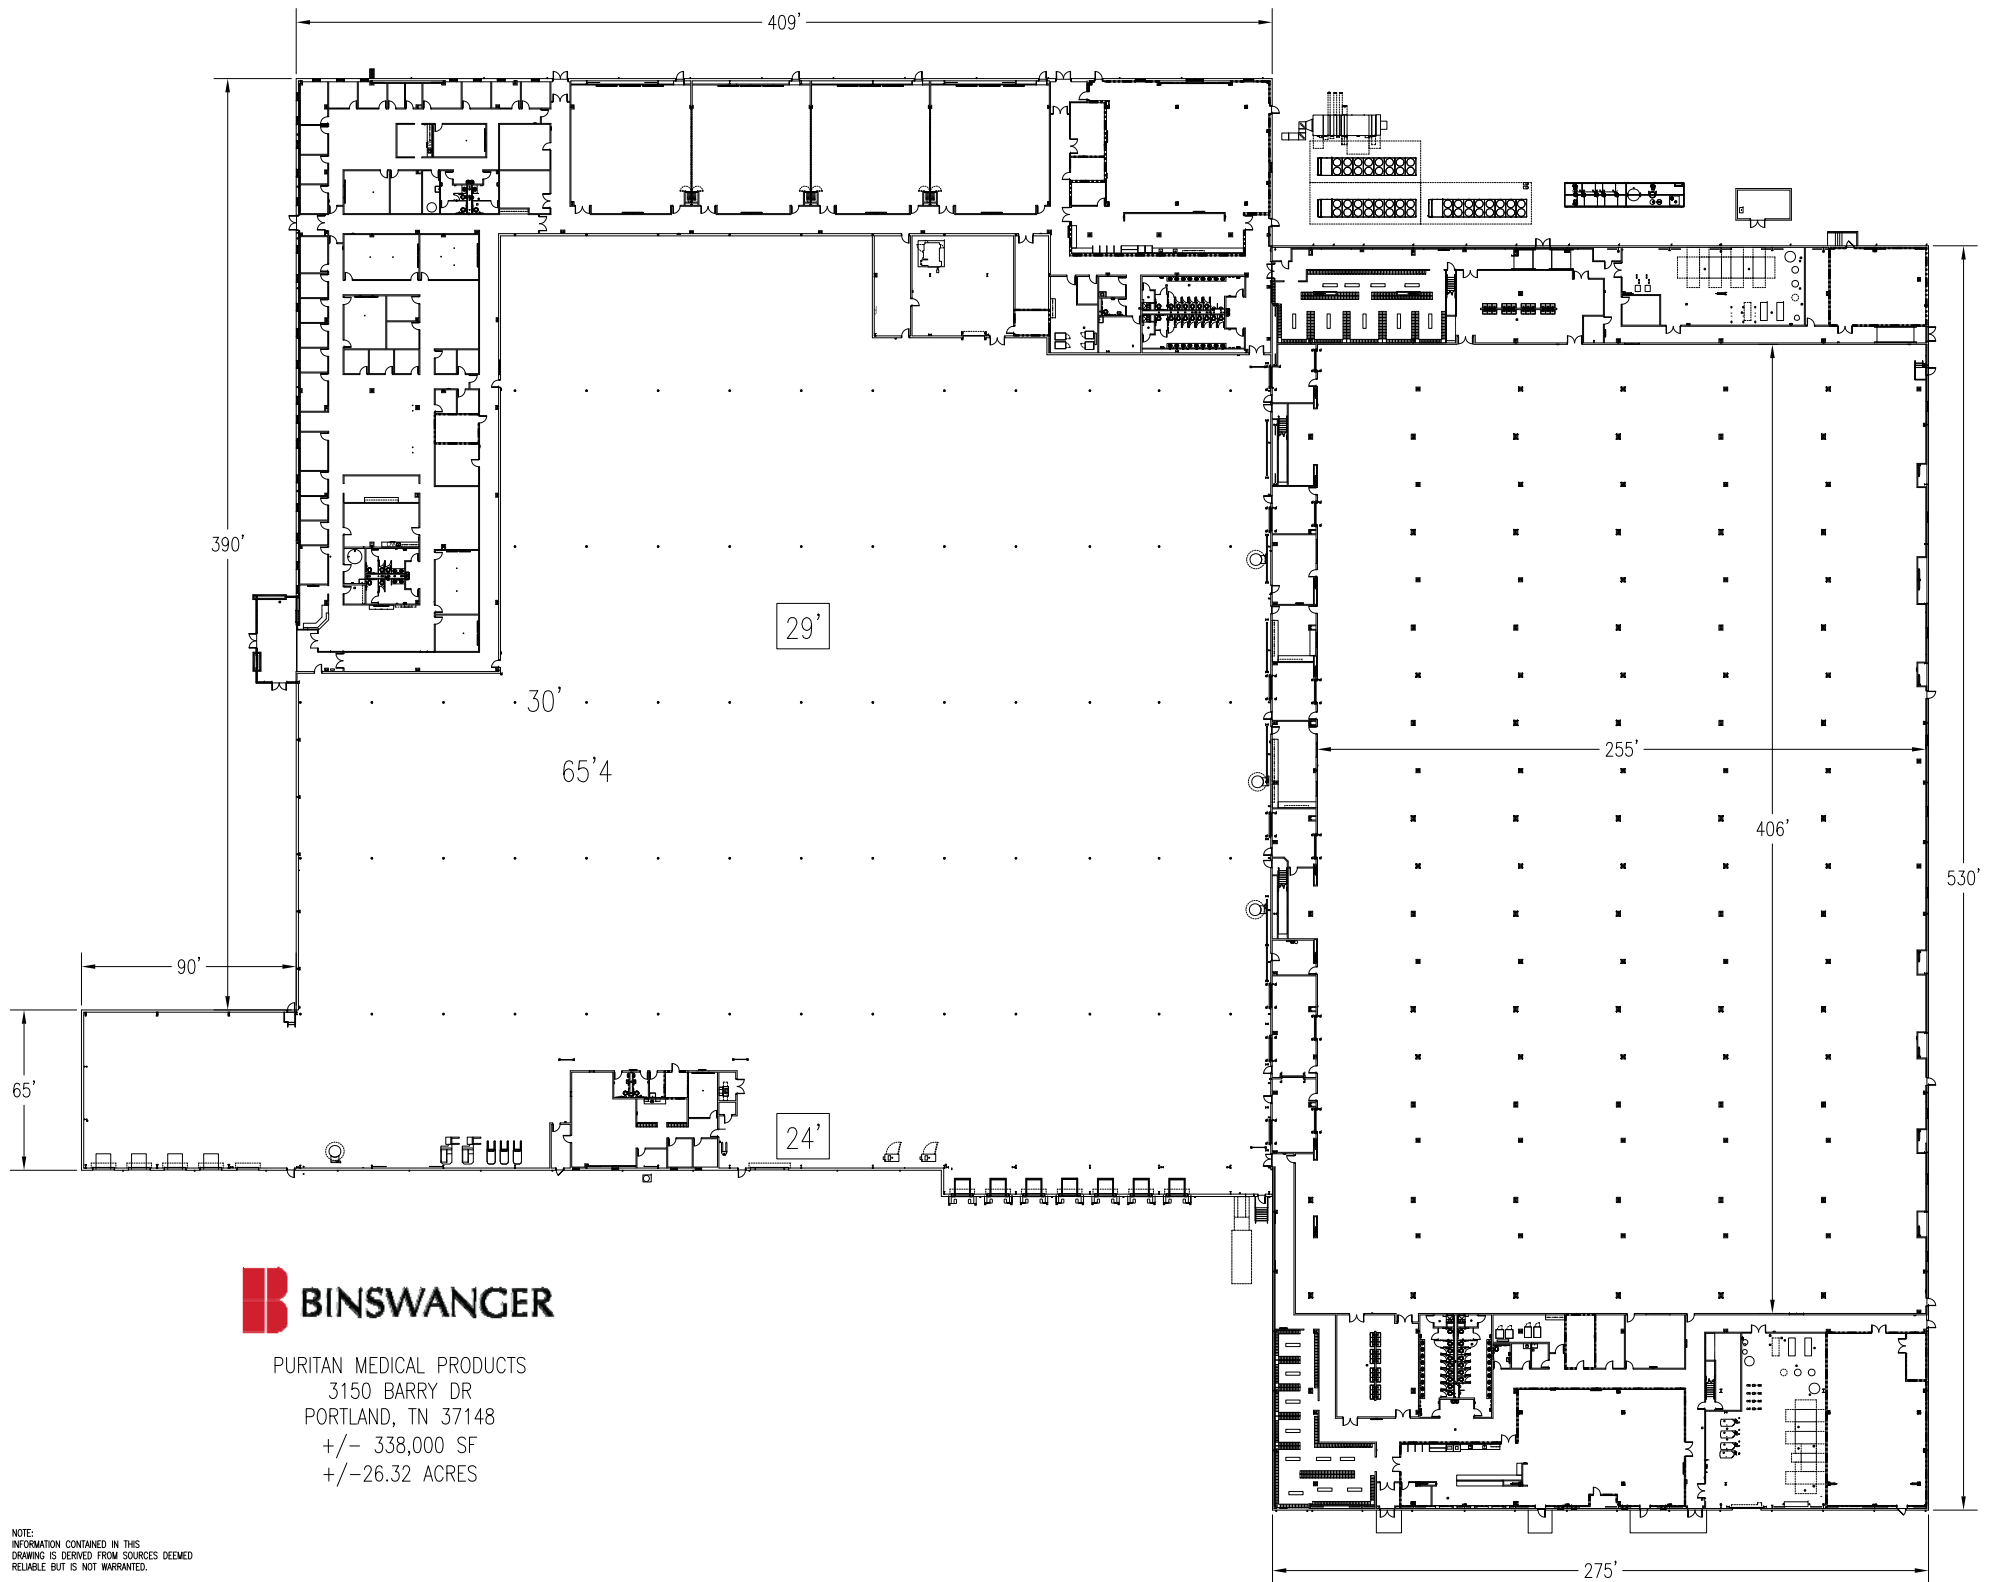 409'
390'
29'
30'
65'4
255'
406'
530'
90'
65'
24'
BINSWANGER
PURITAN MEDICAL PRODUCTS
3150 BARRY DR
PORTLAND, TN 37148
+/- 338,000 SF
+/-26.32 ACRES
NOTE:
INFORMATION CONTAINED IN THIS
DRAWING IS DERIVED FROM SOURCES DEEMED
RELIABLE BUT IS NOT WARRANTED.
275'